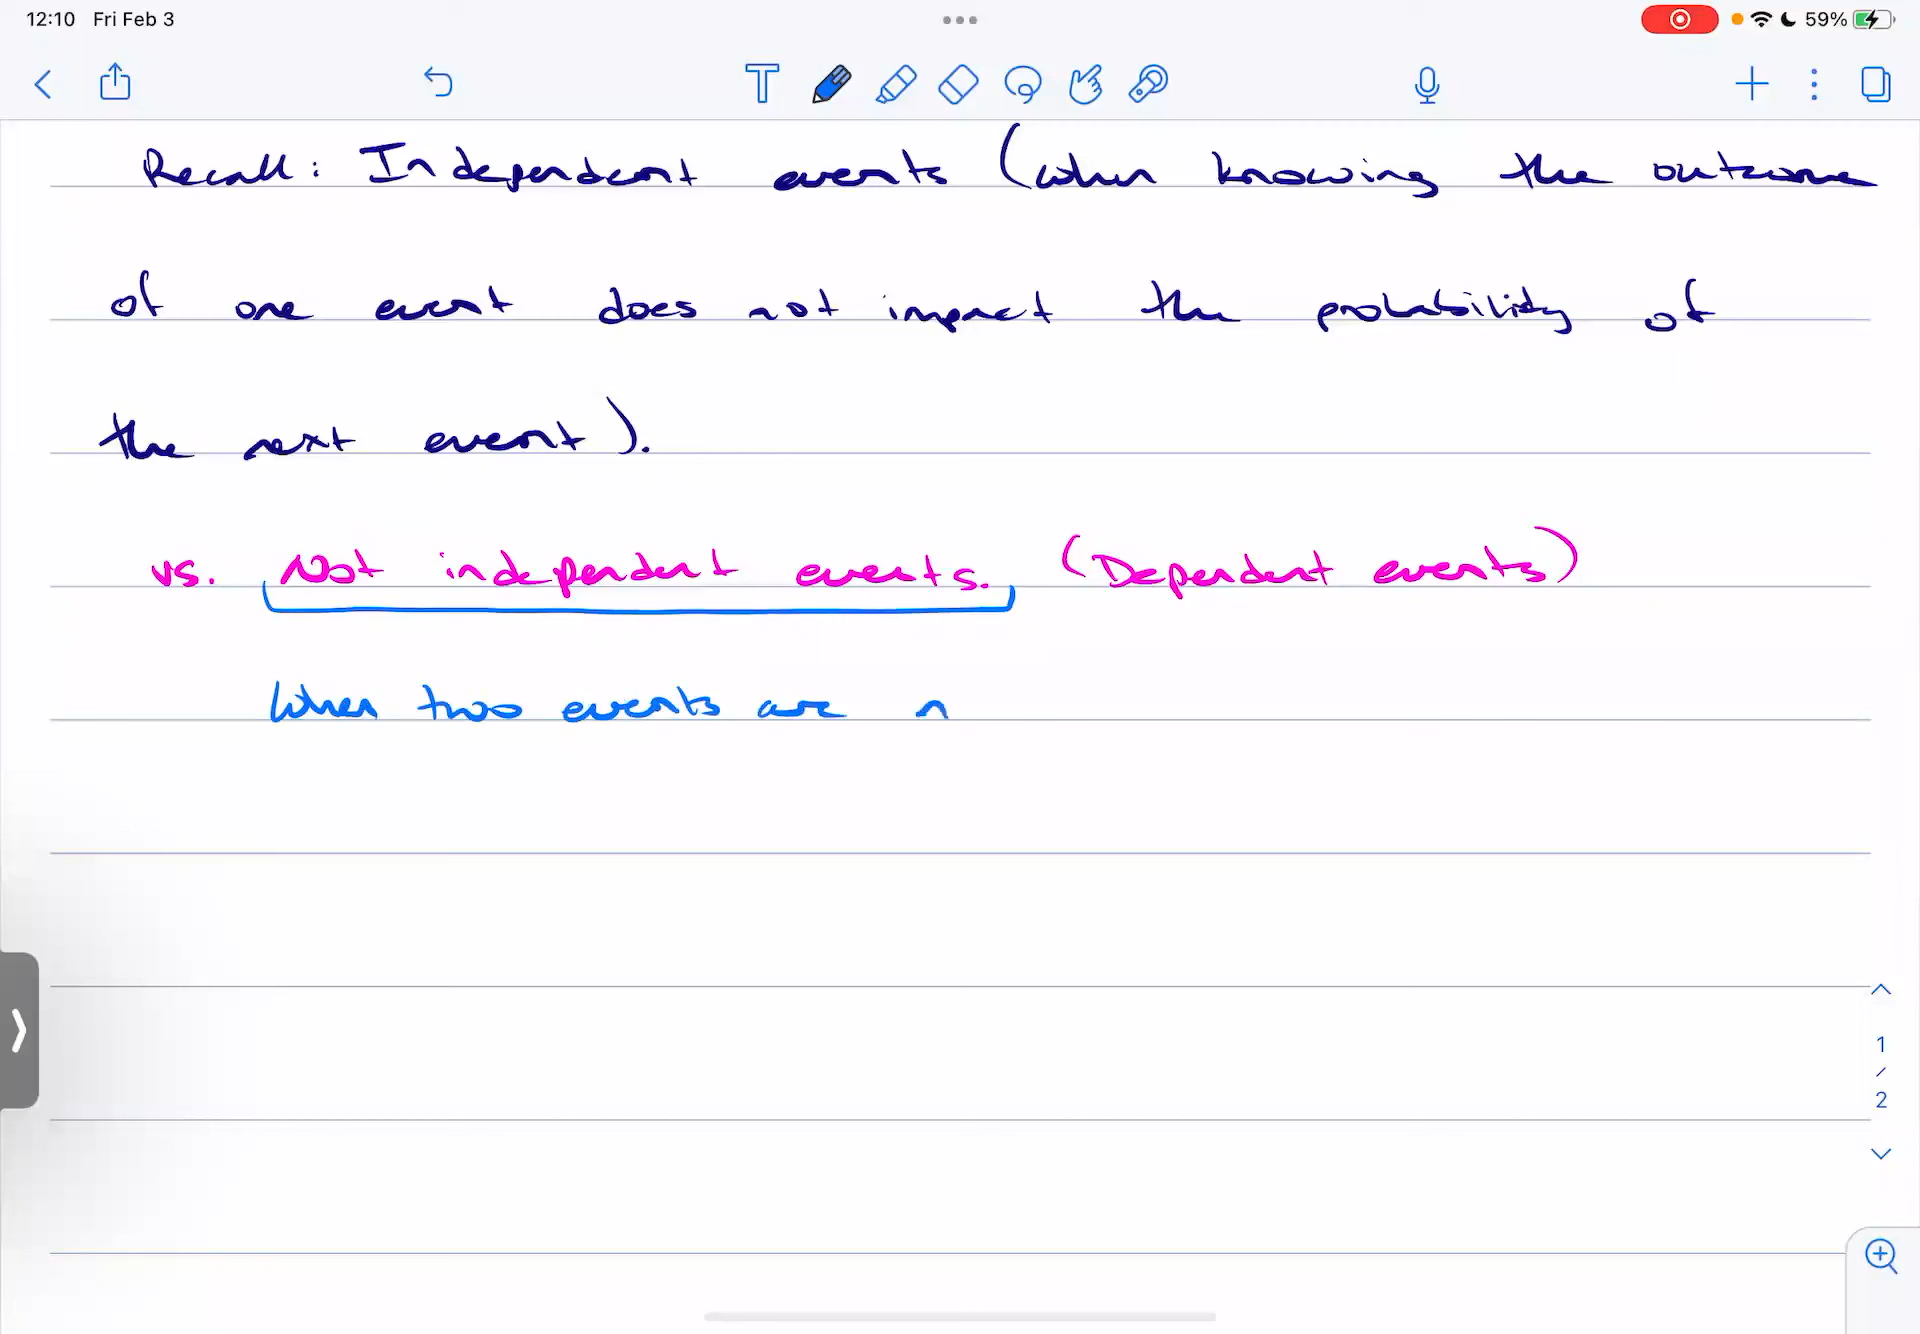 12:10 Fri Feb 3
59%
Recall: Independent events (when knowing the outcome
of one event does not impact the probability of
the next event).
vs. Not independent events. (Dependent events)
When two events are n
1
/
2